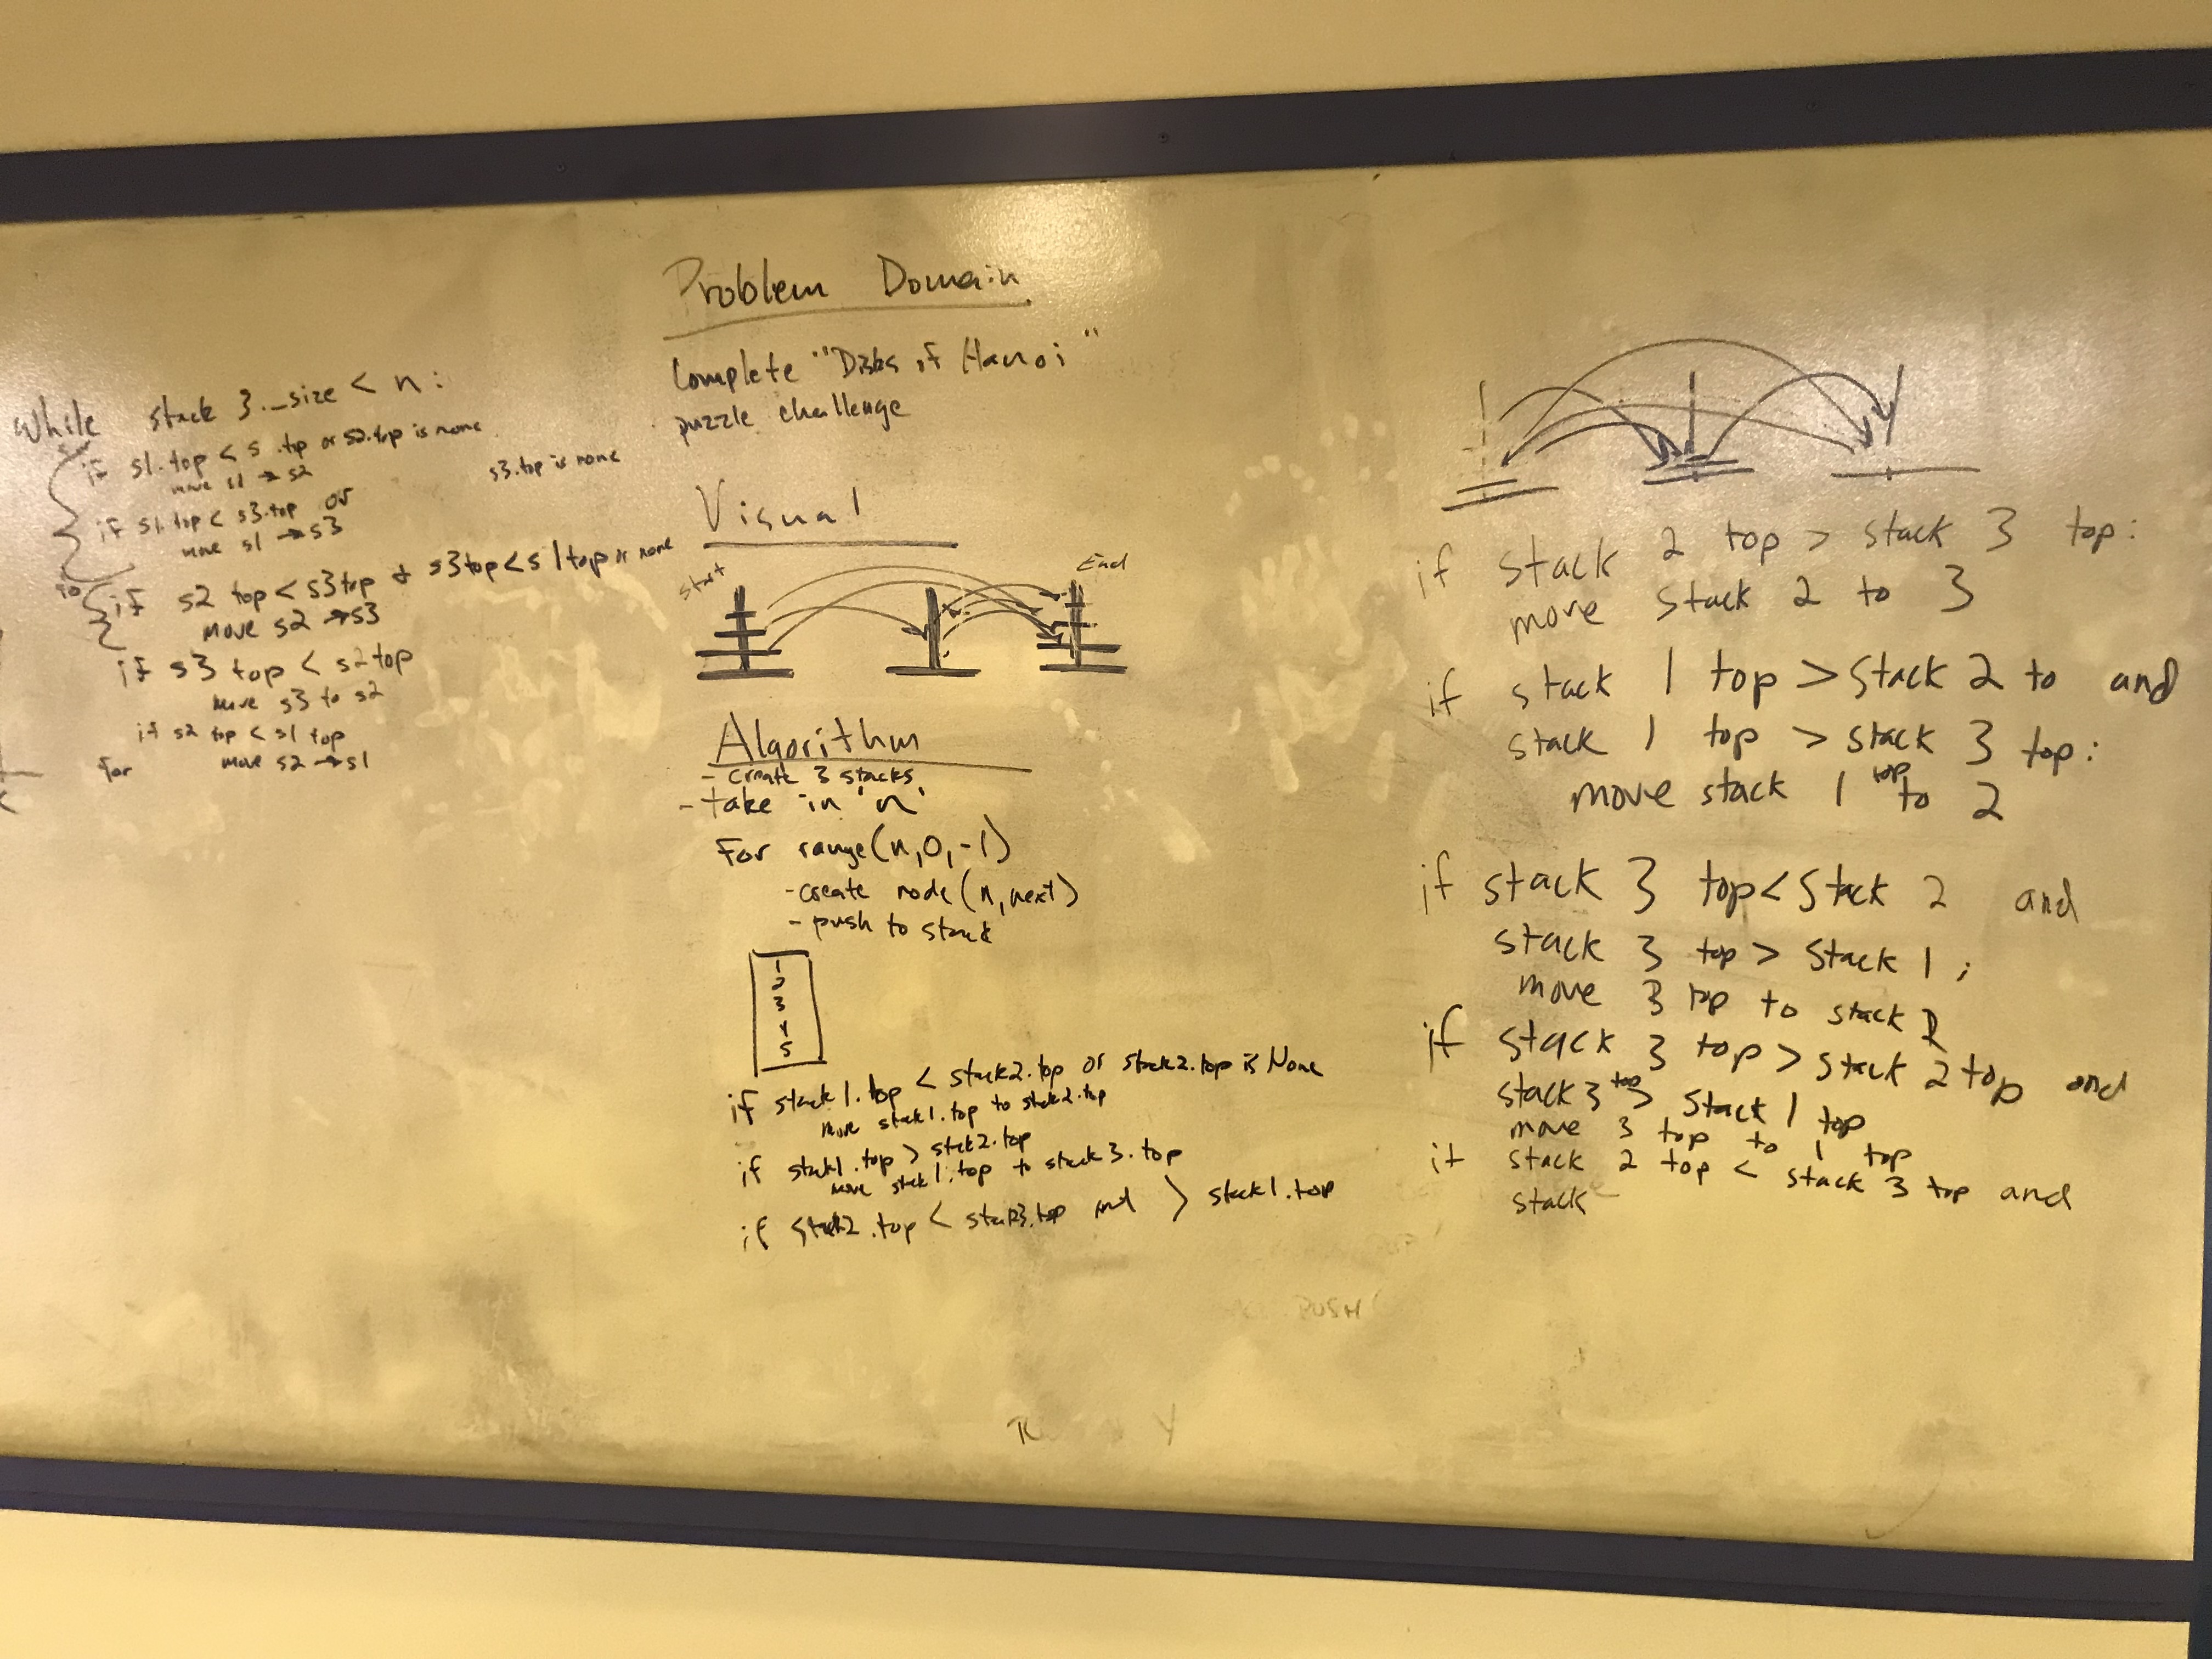 While stack 3._size < n:
if s1.top < s .top or s2.top is none
move s1 → s2
s3.top is none
if s1.top < s3.top or
move s1 → s3
if s2 top < s3top + s3top < s1top or none
move s2 → s3
if s3 top < s2top
move s3 to s2
if s2 top < s1 top
for move s2 → s1
Problem Domain
Complete "Disks of Hanoi"
puzzle challenge
Visual
Start
End
Algorithm
- create 3 stacks
- take in 'n'
For range(n,0,-1)
- create node(n,next)
- push to stack
1
2
3
4
5
if stack1.top < stack2.top or stack2.top is None
move stack1.top to stack2.top
if stack1.top > stack2.top
move stack1.top to stack3.top
if stack2.top < stack3.top and > stack1.top
if stack 2 top > stack 3 top:
move stack 2 to 3
if stack 1 top > stack 2 to and
stack 1 top > stack 3 top:
move stack 1 top to 2
if stack 3 top < stack 2 and
stack 3 top > stack 1;
move 3 top to stack 2
if stack 3 top > stack 2 top and
stack 3 top > stack 1 top
move 3 top to 1 top
if stack 2 top < stack 3 top and
stack
PUSH